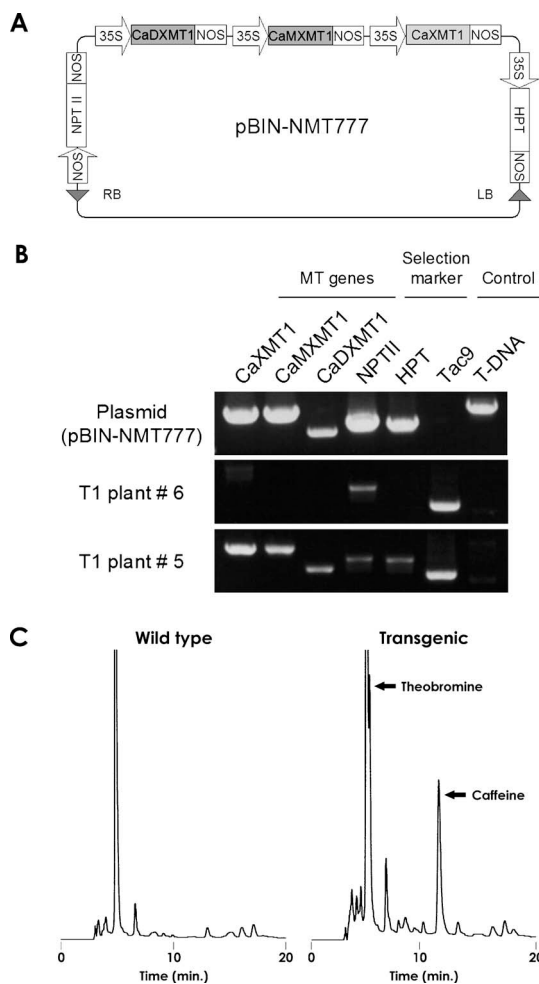 A
35S CaDXMT1 NOS 35S CaMXMT1 NOS 35S CaXMT1 NOS
NOS
NPT II
NOS
35S
HPT
NOS
pBIN-NMT777
RB
LB
B
MT genes
Selection
marker
Control
CaXMT1
CaMXMT1
CaDXMT1
NPTII
HPT
Tac9
T-DNA
Plasmid
(pBIN-NMT777)
T1 plant # 6
T1 plant # 5
C
Wild type
Transgenic
Theobromine
Caffeine
0 10 20
Time (min.)
0 10 20
Time (min.)